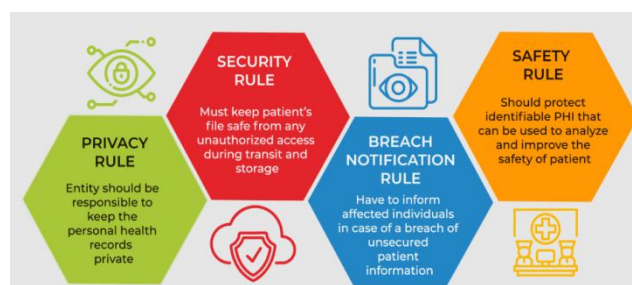 PRIVACY
RULE
Entity should be
responsible to
keep the
personal health
records
private
SECURITY
RULE
Must keep patient's
file safe from any
unauthorized access
during transit and
storage
BREACH
NOTIFICATION
RULE
Have to inform
affected individuals
in case of a breach of
unsecured
patient
information
SAFETY
RULE
Should protect
identifiable PHI that
can be used to analyze
and improve the
safety of patient